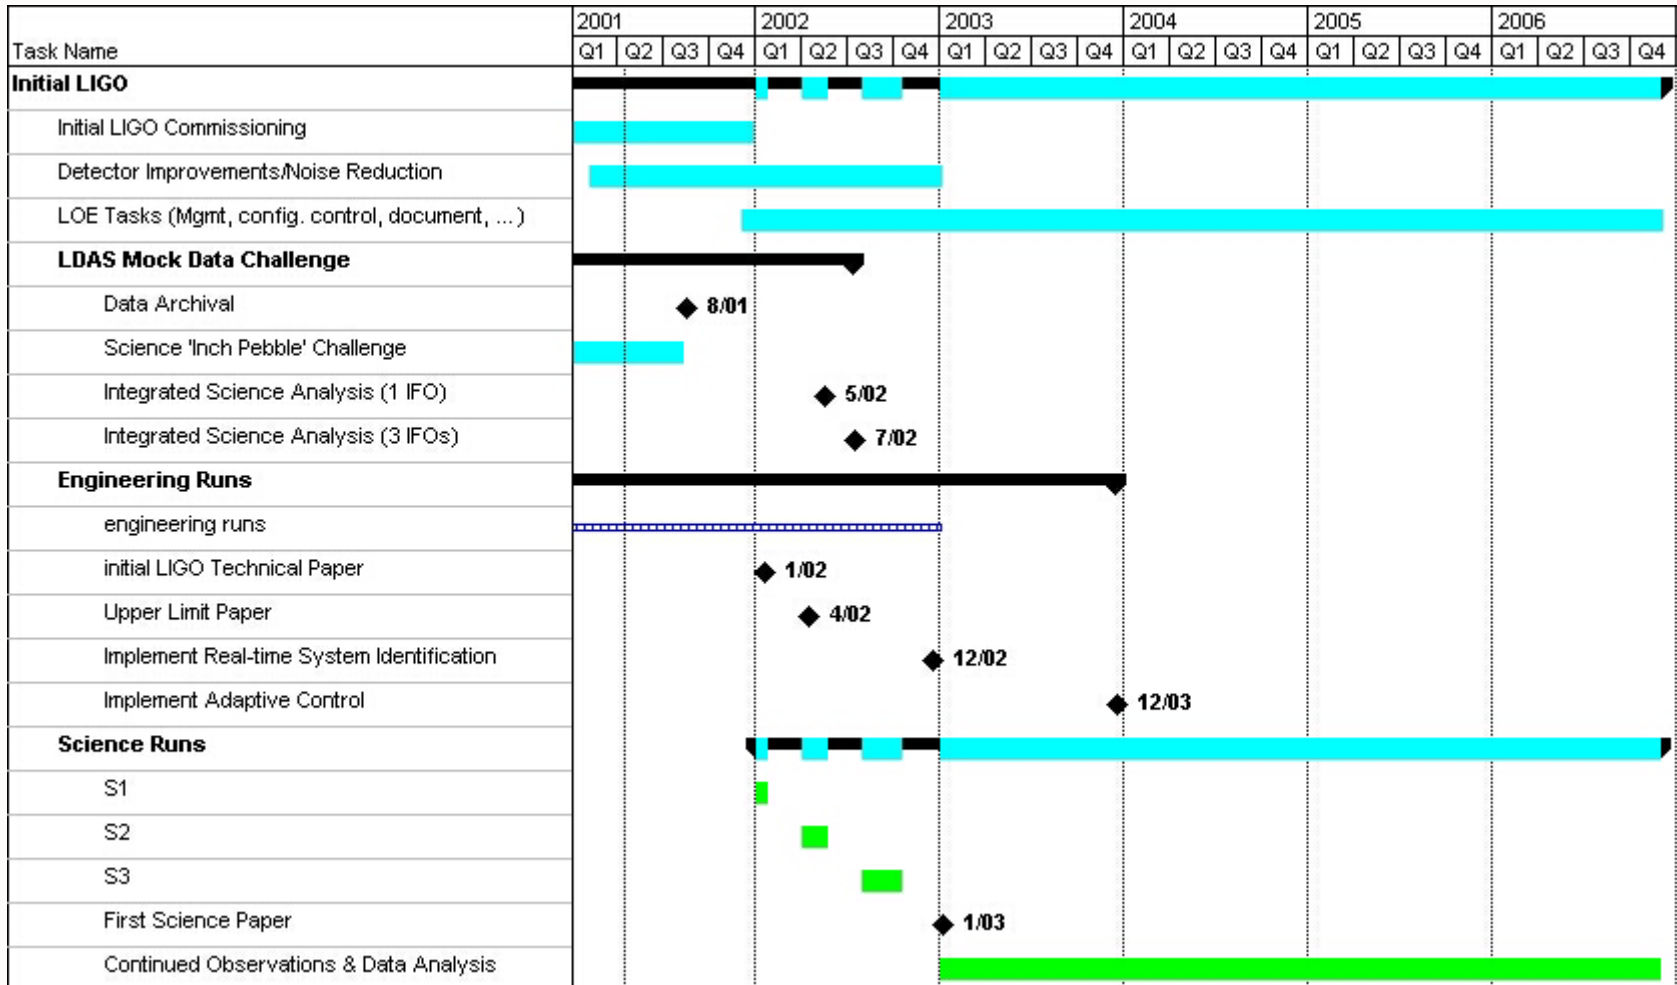 2001 2002 2003 2004 2005 2006
Task Name Q1 Q2 Q3 Q4 Q1 Q2 Q3 Q4 Q1 Q2 Q3 Q4 Q1 Q2 Q3 Q4 Q1 Q2 Q3 Q4 Q1 Q2 Q3 Q4
Initial LIGO
Initial LIGO Commissioning
Detector Improvements/Noise Reduction
LOE Tasks (Mgmt, config. control, document, ...)
LDAS Mock Data Challenge
Data Archival 8/01
Science 'Inch Pebble' Challenge
Integrated Science Analysis (1 IFO) 5/02
Integrated Science Analysis (3 IFOs) 7/02
Engineering Runs
engineering runs
initial LIGO Technical Paper 1/02
Upper Limit Paper 4/02
Implement Real-time System Identification 12/02
Implement Adaptive Control 12/03
Science Runs
S1
S2
S3
First Science Paper 1/03
Continued Observations & Data Analysis